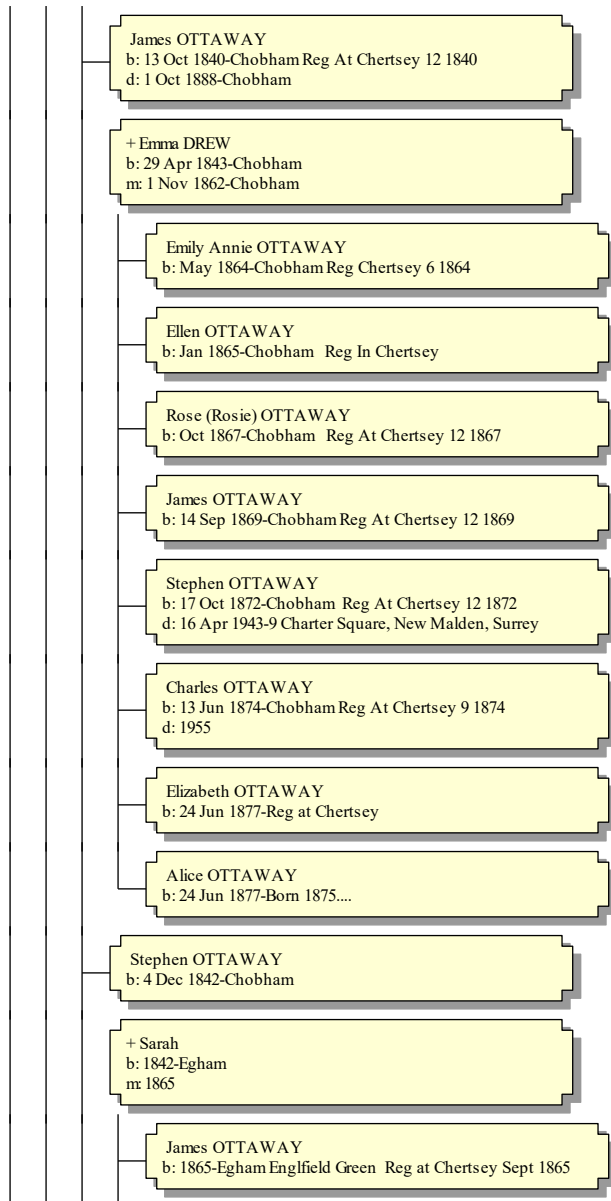 James OTTAWAY
b: 13 Oct 1840-Chobham Reg At Chertsey 12 1840
d: 1 Oct 1888-Chobham
+ Emma DREW
b: 29 Apr 1843-Chobham
m: 1 Nov 1862-Chobham
Emily Annie OTTAWAY
b: May 1864-Chobham Reg Chertsey 6 1864
Ellen OTTAWAY
b: Jan 1865-Chobham Reg In Chertsey
Rose (Rosie) OTTAWAY
b: Oct 1867-Chobham Reg At Chertsey 12 1867
James OTTAWAY
b: 14 Sep 1869-Chobham Reg At Chertsey 12 1869
Stephen OTTAWAY
b: 17 Oct 1872-Chobham Reg At Chertsey 12 1872
d: 16 Apr 1943-9 Charter Square, New Malden, Surrey
Charles OTTAWAY
b: 13 Jun 1874-Chobham Reg At Chertsey 9 1874
d: 1955
Elizabeth OTTAWAY
b: 24 Jun 1877-Reg at Chertsey
Alice OTTAWAY
b: 24 Jun 1877-Born 1875....
Stephen OTTAWAY
b: 4 Dec 1842-Chobham
+ Sarah
b: 1842-Egham
m: 1865
James OTTAWAY
b: 1865-Egham Englfield Green Reg at Chertsey Sept 1865